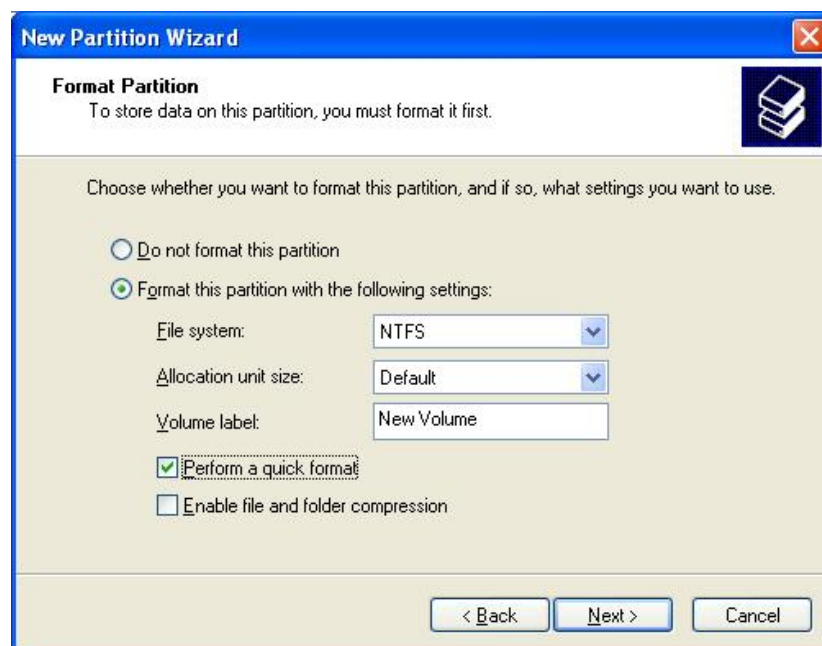 New Partition Wizard
Format Partition
To store data on this partition, you must format it first.
Choose whether you want to format this partition, and if so, what settings you want to use.
Do not format this partition
Format this partition with the following settings:
File system: NTFS
Allocation unit size: Default
Volume label: New Volume
Perform a quick format
Enable file and folder compression
< Back Next > Cancel